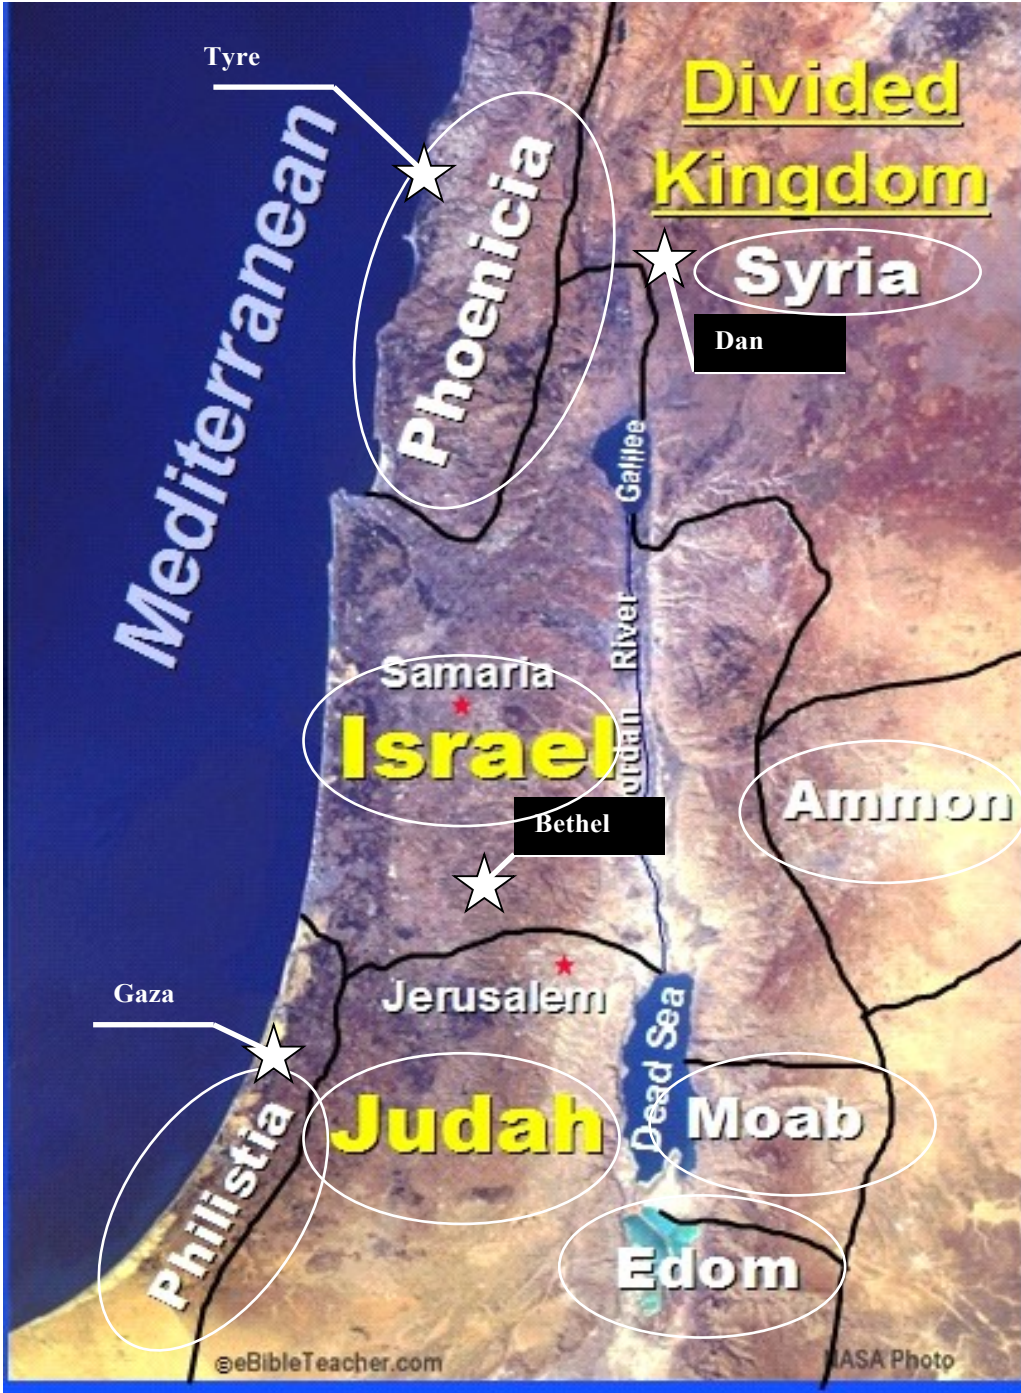 Tyre
Divided
Kingdom
Mediterranean
Phoenicia
Syria
Dan
Galilee
River
Samaria
Israel
Jordan
Ammon
Bethel
Jerusalem
Gaza
Dead Sea
Judah
Moab
Philistia
Edom
©eBibleTeacher.com
NASA Photo